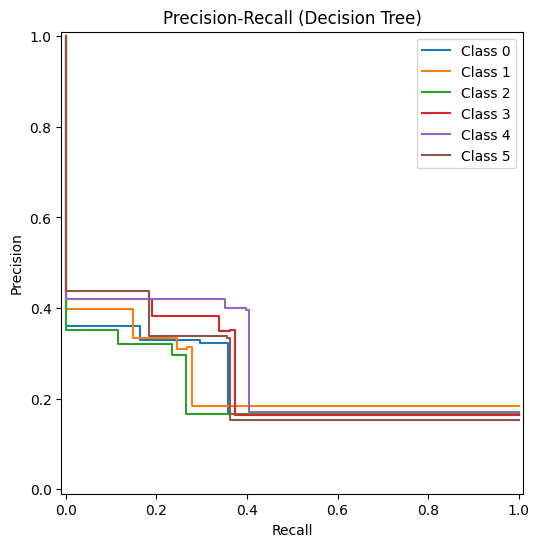 Precision-Recall (Decision Tree)
1.0
0.8
0.6
0.4
0.2
0.0
Precision
Class 0
Class 1
Class 2
Class 3
Class 4
Class 5
0.0 0.2 0.4 0.6 0.8 1.0
Recall